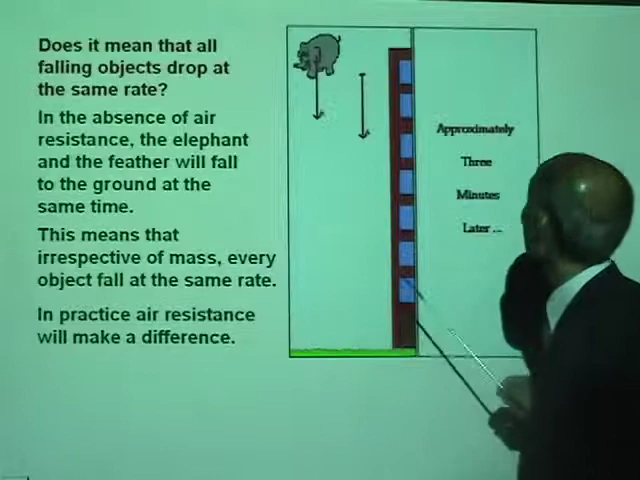 Does it mean that all
falling objects drop at
the same rate?
In the absence of air
resistance, the elephant
and the feather will fall
to the ground at the
same time.
This means that
irrespective of mass, every
object fall at the same rate.
In practice air resistance
will make a difference.
Approximately
Three
Minutes
Later ...